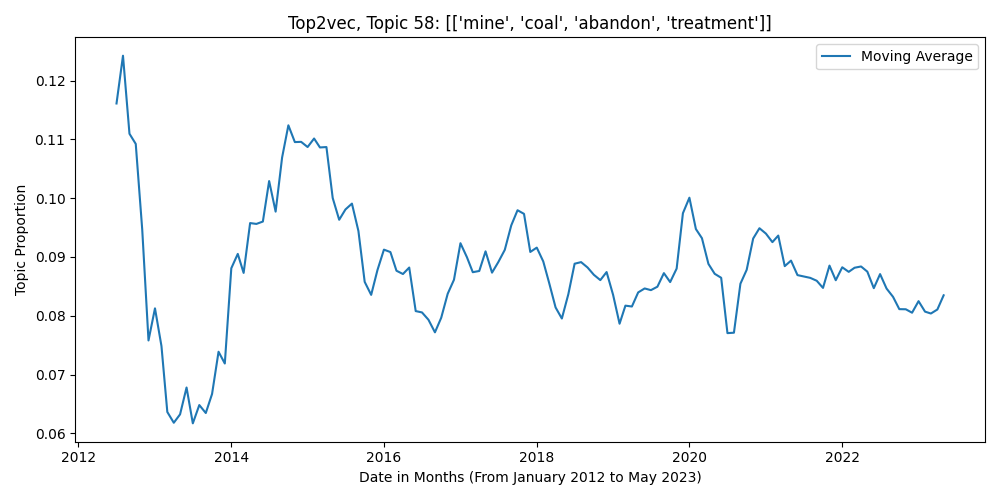 Top2vec, Topic 58: [['mine', 'coal', 'abandon', 'treatment']]
Moving Average
0.12
0.11
0.10
0.09
0.08
0.07
0.06
Topic Proportion
2012 2014 2016 2018 2020 2022
Date in Months (From January 2012 to May 2023)